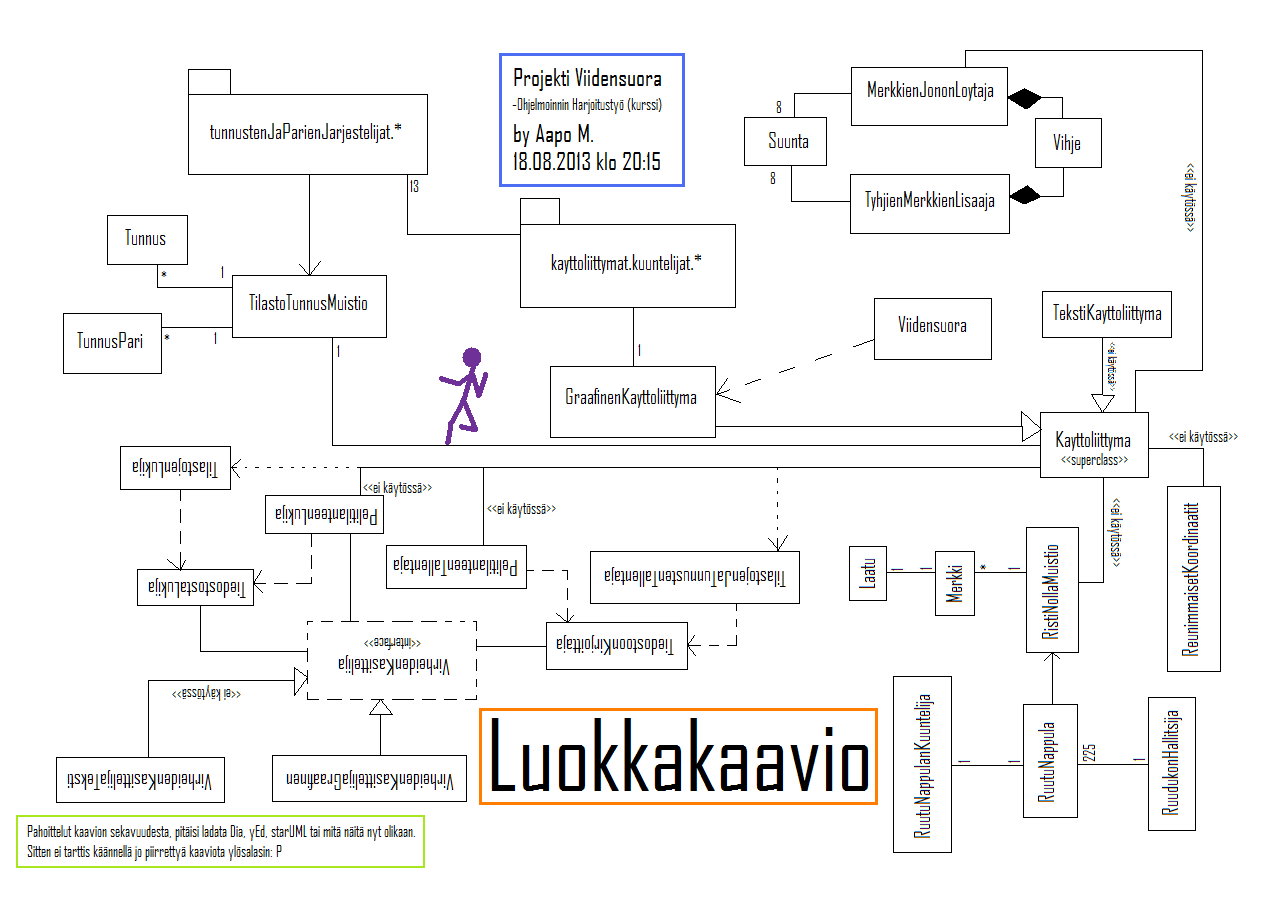 Projekti Viidensuora
-Ohjelmoinnin Harjoitustyö (kurssi)
by Aapo M.
18.08.2013 klo 20:15
tunnustenJaParienJarjestelijat.*
13
MerkkienJononLoytaja
8
Suunta
8
Vihje
TyhjienMerkkienLisaaja
<<ei käytössä>>
Tunnus
*
1
TilastoTunnusMuistio
TunnusPari
*
1
1
kayttoliittymat.kuuntelijat.*
1
GraafinenKayttoliittyma
Viidensuora
TekstiKayttoliittyma
<<ei käytössä>>
Kayttoliittyma
<<superclass>>
<<ei käytössä>>
TilastojenLukija
<<ei käytössä>>
PelitilanteenLukija
<<ei käytössä>>
PelitilanteenTallentaja
TilastojenJaTunnustenTallentaja
TiedostostaLukija
<<interface>>
VirheidenKasittelija
TiedostoonKirjoittaja
<<ei käytössä>>
VirheidenKasittelijaTeksti
VirheidenKasittelijaGraafinen
<<ei käytössä>>
Laatu
1
1
Merkki
*
1
RistiNollaMuistio
ReunimmaisetKoordinaatit
RuutuNappulanKuuntelija
1
1
RuutuNappula
225
1
RuudukonHallitsija
Luokkakaavio
Pahoittelut kaavion sekavuudesta, pitäisi ladata Dia, yEd, starUML tai mitä näitä nyt olikaan.
Sitten ei tarttis käännellä jo piirrettyä kaaviota ylösalasin: P